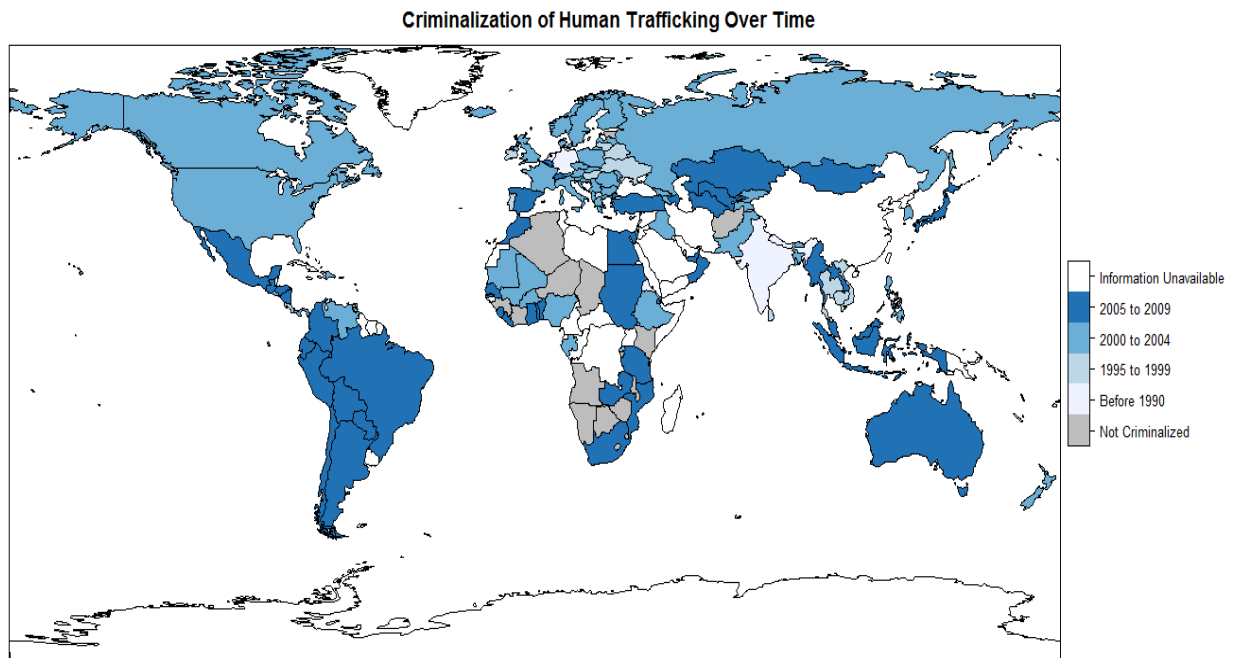 Criminalization of Human Trafficking Over Time
Information Unavailable
2005 to 2009
2000 to 2004
1995 to 1999
Before 1990
Not Criminalized